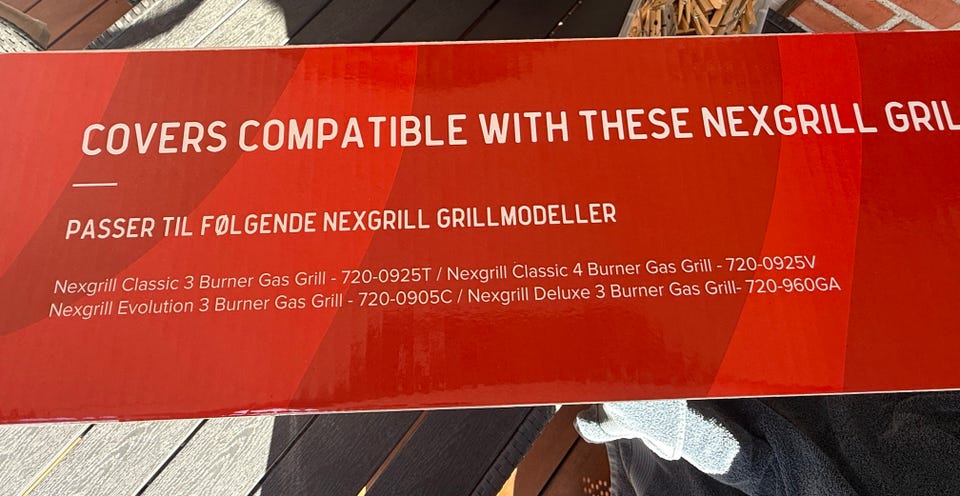 COVERS COMPATIBLE WITH THESE NEXGRILL GRIL
PASSER TIL FØLGENDE NEXGRILL GRILLMODELLER
Nexgrill Classic 3 Burner Gas Grill - 720-0925T / Nexgrill Classic 4 Burner Gas Grill - 720-0925V
Nexgrill Evolution 3 Burner Gas Grill - 720-0905C / Nexgrill Deluxe 3 Burner Gas Grill- 720-960GA